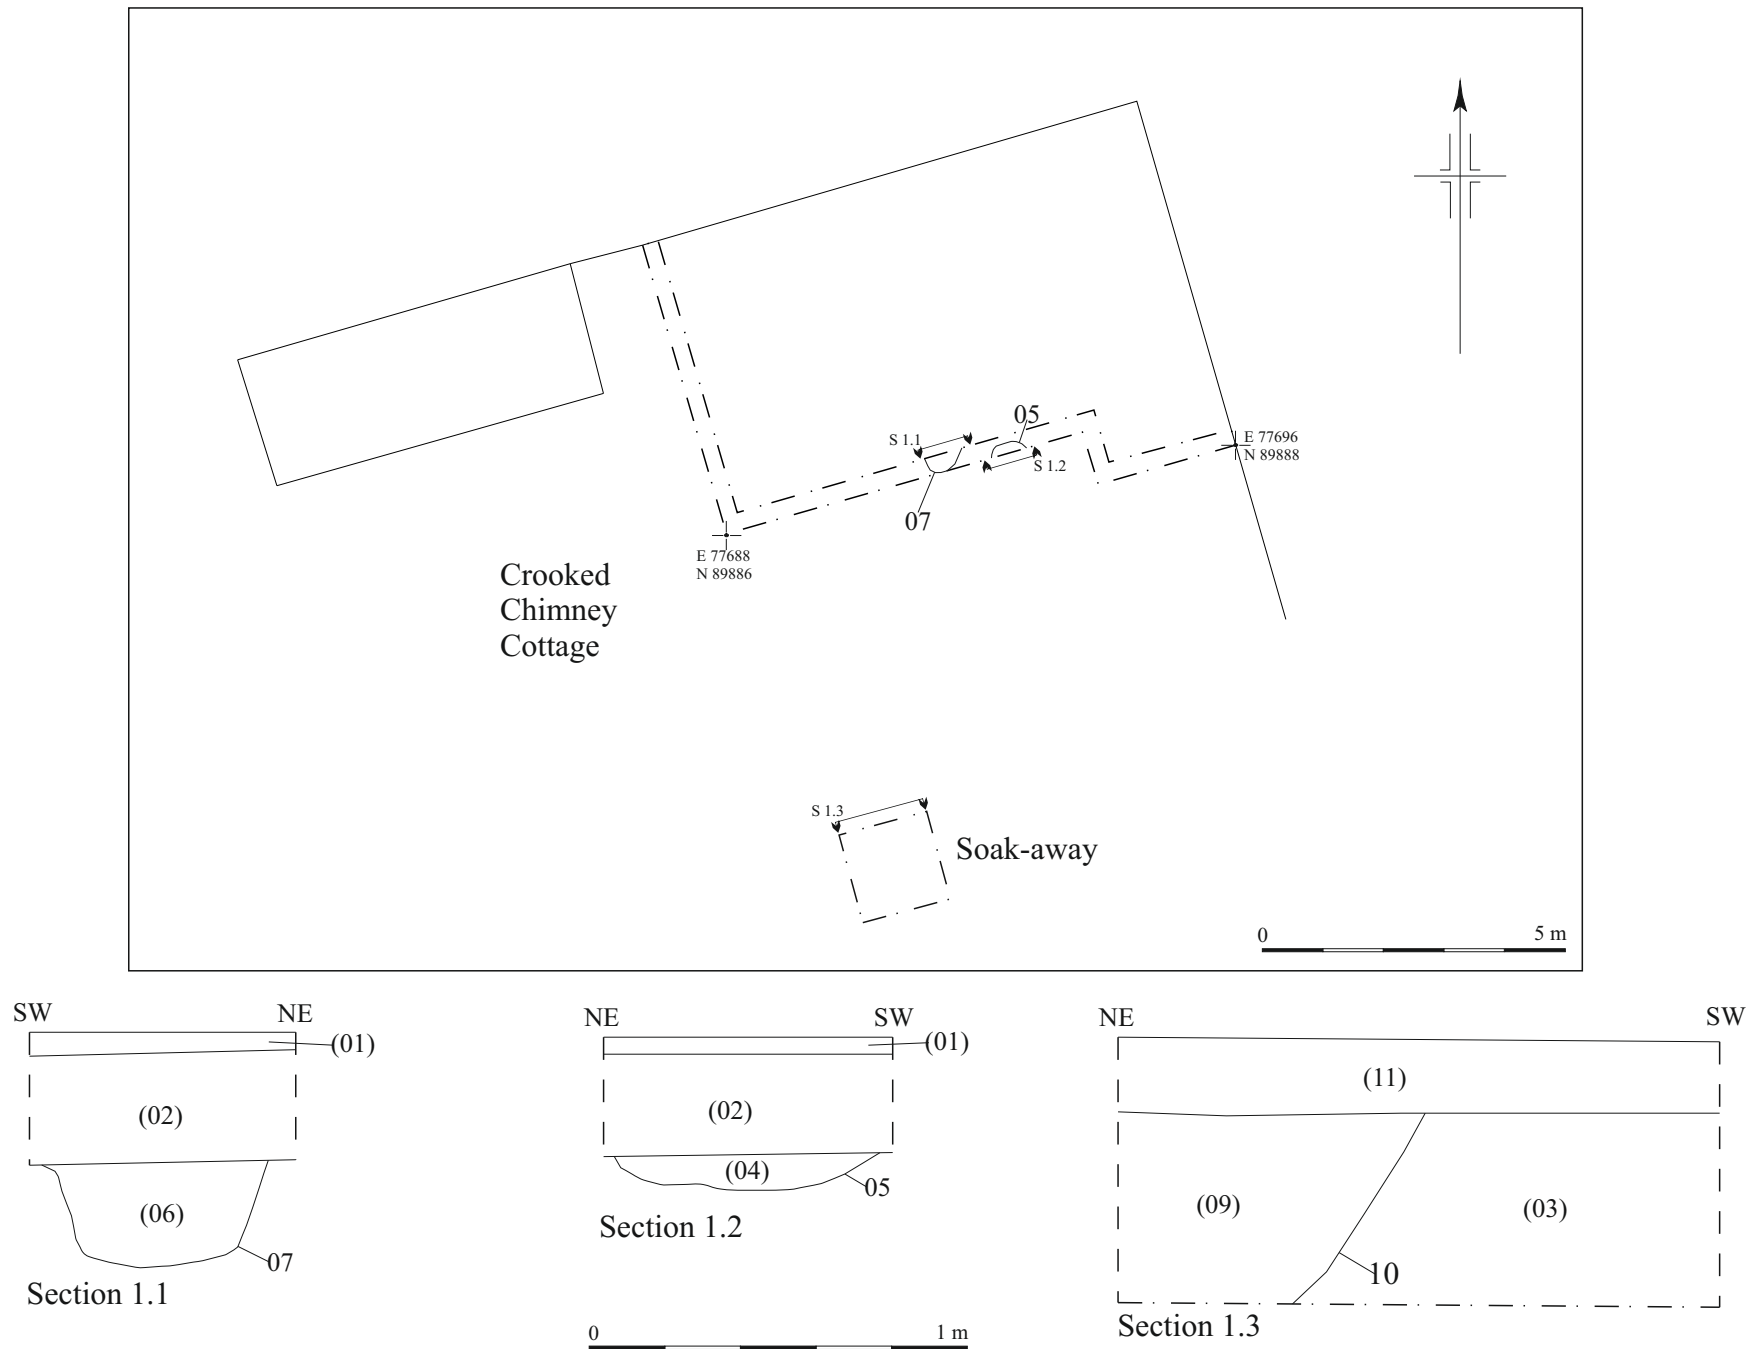 05
S 1.1
S 1.2
07
E 77696
N 89888
E 77688
N 89886
Crooked
Chimney
Cottage
S 1.3
Soak-away
0 5 m
SW NE
(01)
(02)
(06)
07
Section 1.1
NE SW
(01)
(02)
(04)
05
Section 1.2
0 1 m
NE SW
(11)
(09)
(03)
10
Section 1.3